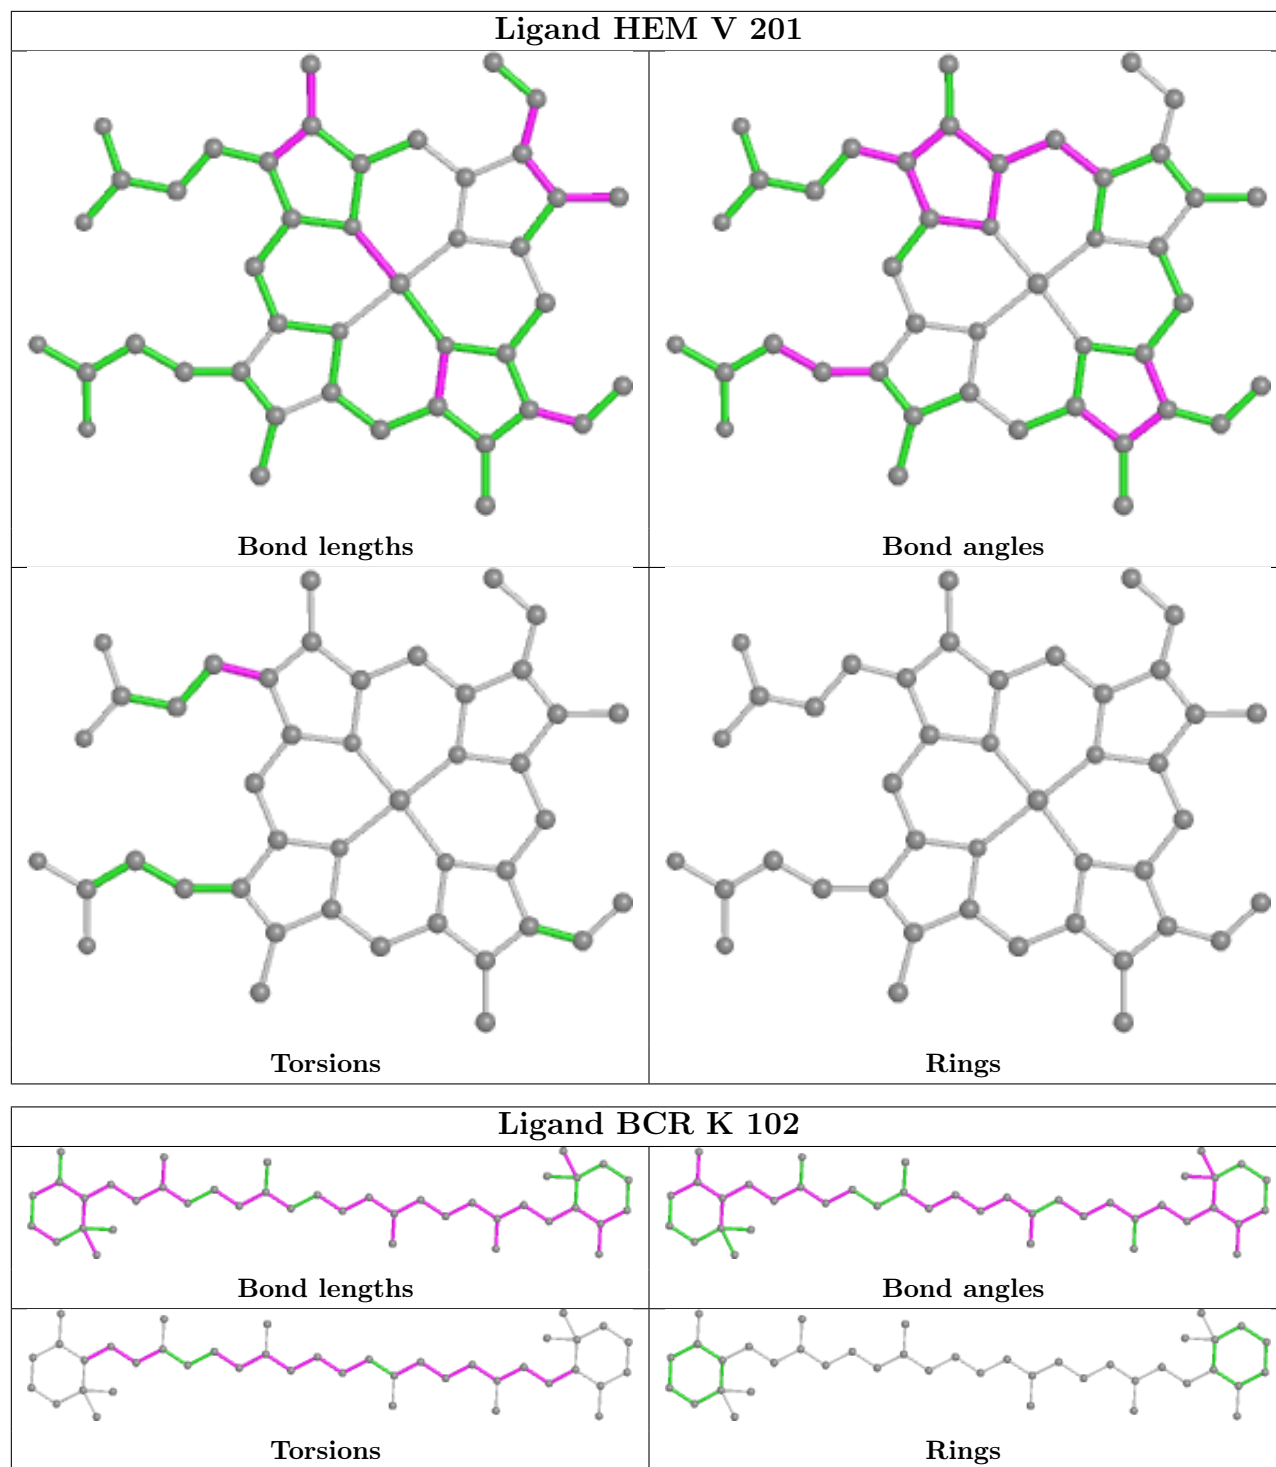 Ligand HEM V 201
Bond lengths
Bond angles
Torsions
Rings
Ligand BCR K 102
Bond lengths
Bond angles
Torsions
Rings